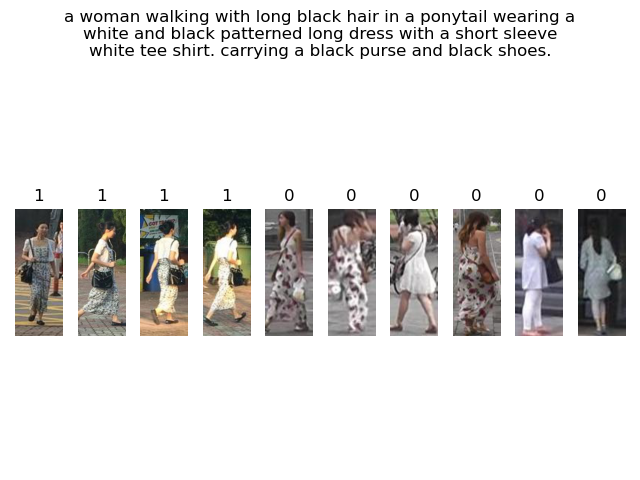 a woman walking with long black hair in a ponytail wearing a
white and black patterned long dress with a short sleeve
white tee shirt. carrying a black purse and black shoes.
1 1 1 1 0 0 0 0 0 0